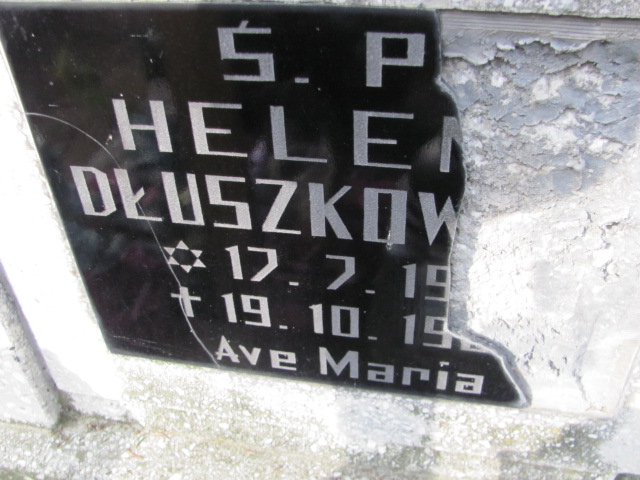 Ś. P
HELEN
DŁUSZKOW
✡ 17. 7. 19
✝ 19. 10. 19
Ave Maria